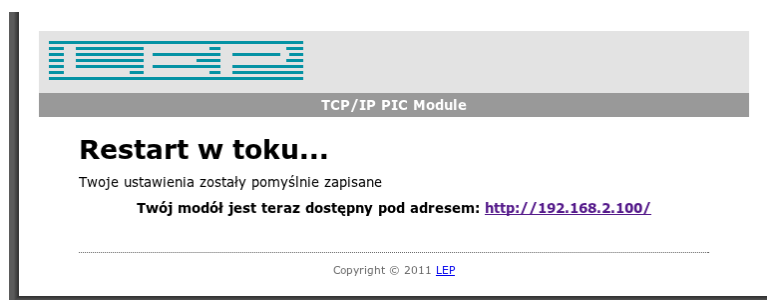 LEP
TCP/IP PIC Module
Restart w toku...
Twoje ustawienia zostały pomyślnie zapisane
Twój modół jest teraz dostępny pod adresem: http://192.168.2.100/
Copyright © 2011 LEP